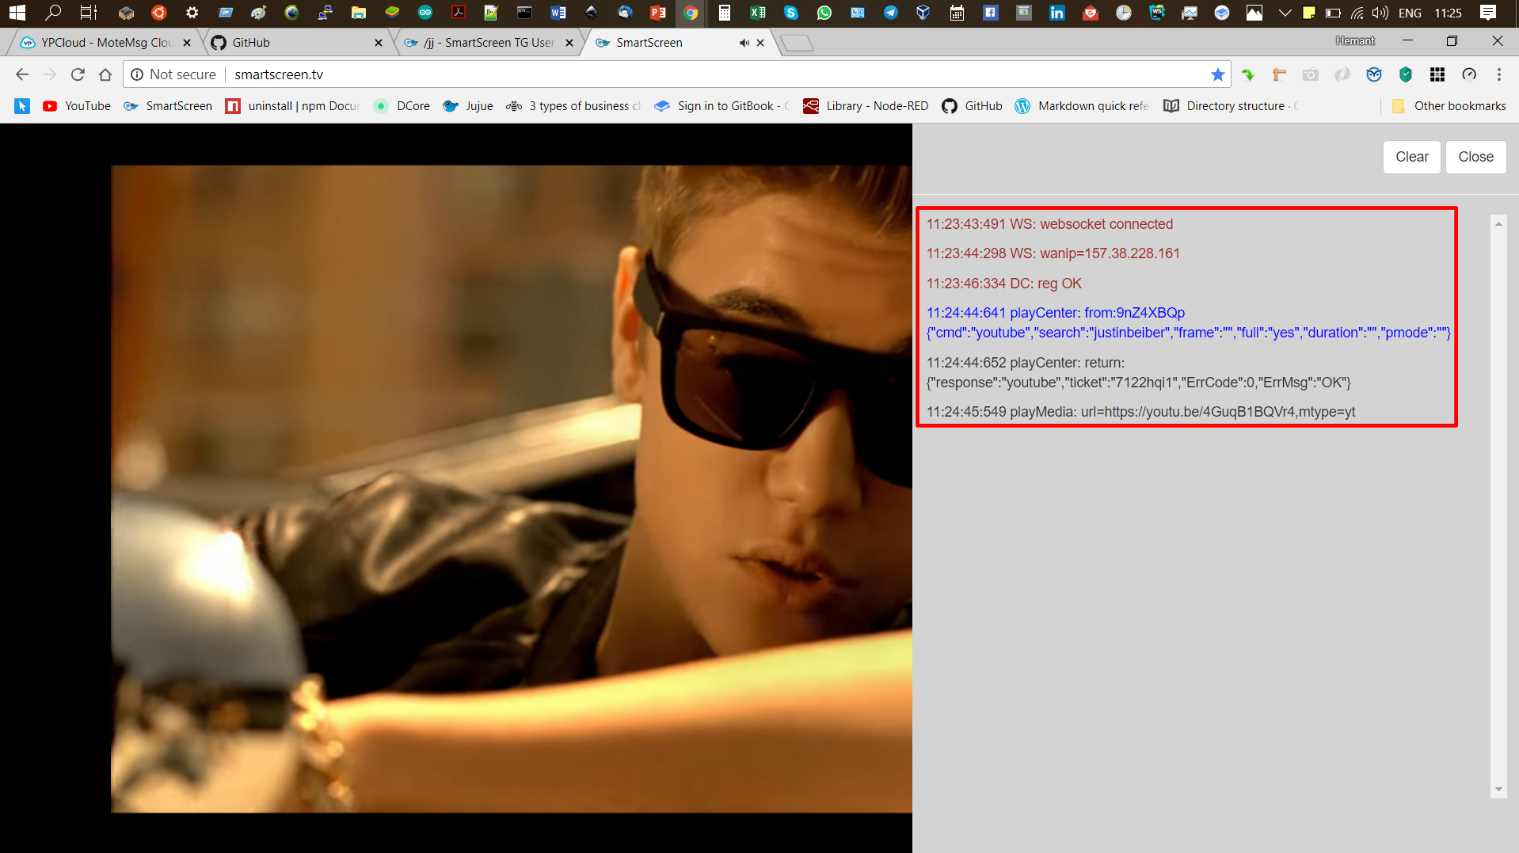 ENG 11:25
YPCloud - MoteMsg Clou
GitHub
/jj - SmartScreen TG User
SmartScreen
Hemant
Not secure
smartscreen.tv
YouTube
SmartScreen
uninstall | npm Docum
DCore
Jujue
3 types of business cl
Sign in to GitBook - G
Library - Node-RED
GitHub
Markdown quick refe
Directory structure ·
Other bookmarks
Clear
Close
11:23:43:491 WS: websocket connected
11:23:44:298 WS: wanip=157.38.228.161
11:23:46:334 DC: reg OK
11:24:44:641 playCenter: from:9nZ4XBQp
{"cmd":"youtube","search":"justinbeiber","frame":"","full":"yes","duration":"","pmode":""}
11:24:44:652 playCenter: return:
{"response":"youtube","ticket":"7122hqi1","ErrCode":0,"ErrMsg":"OK"}
11:24:45:549 playMedia: url=https://youtu.be/4GuqB1BQVr4,mtype=yt